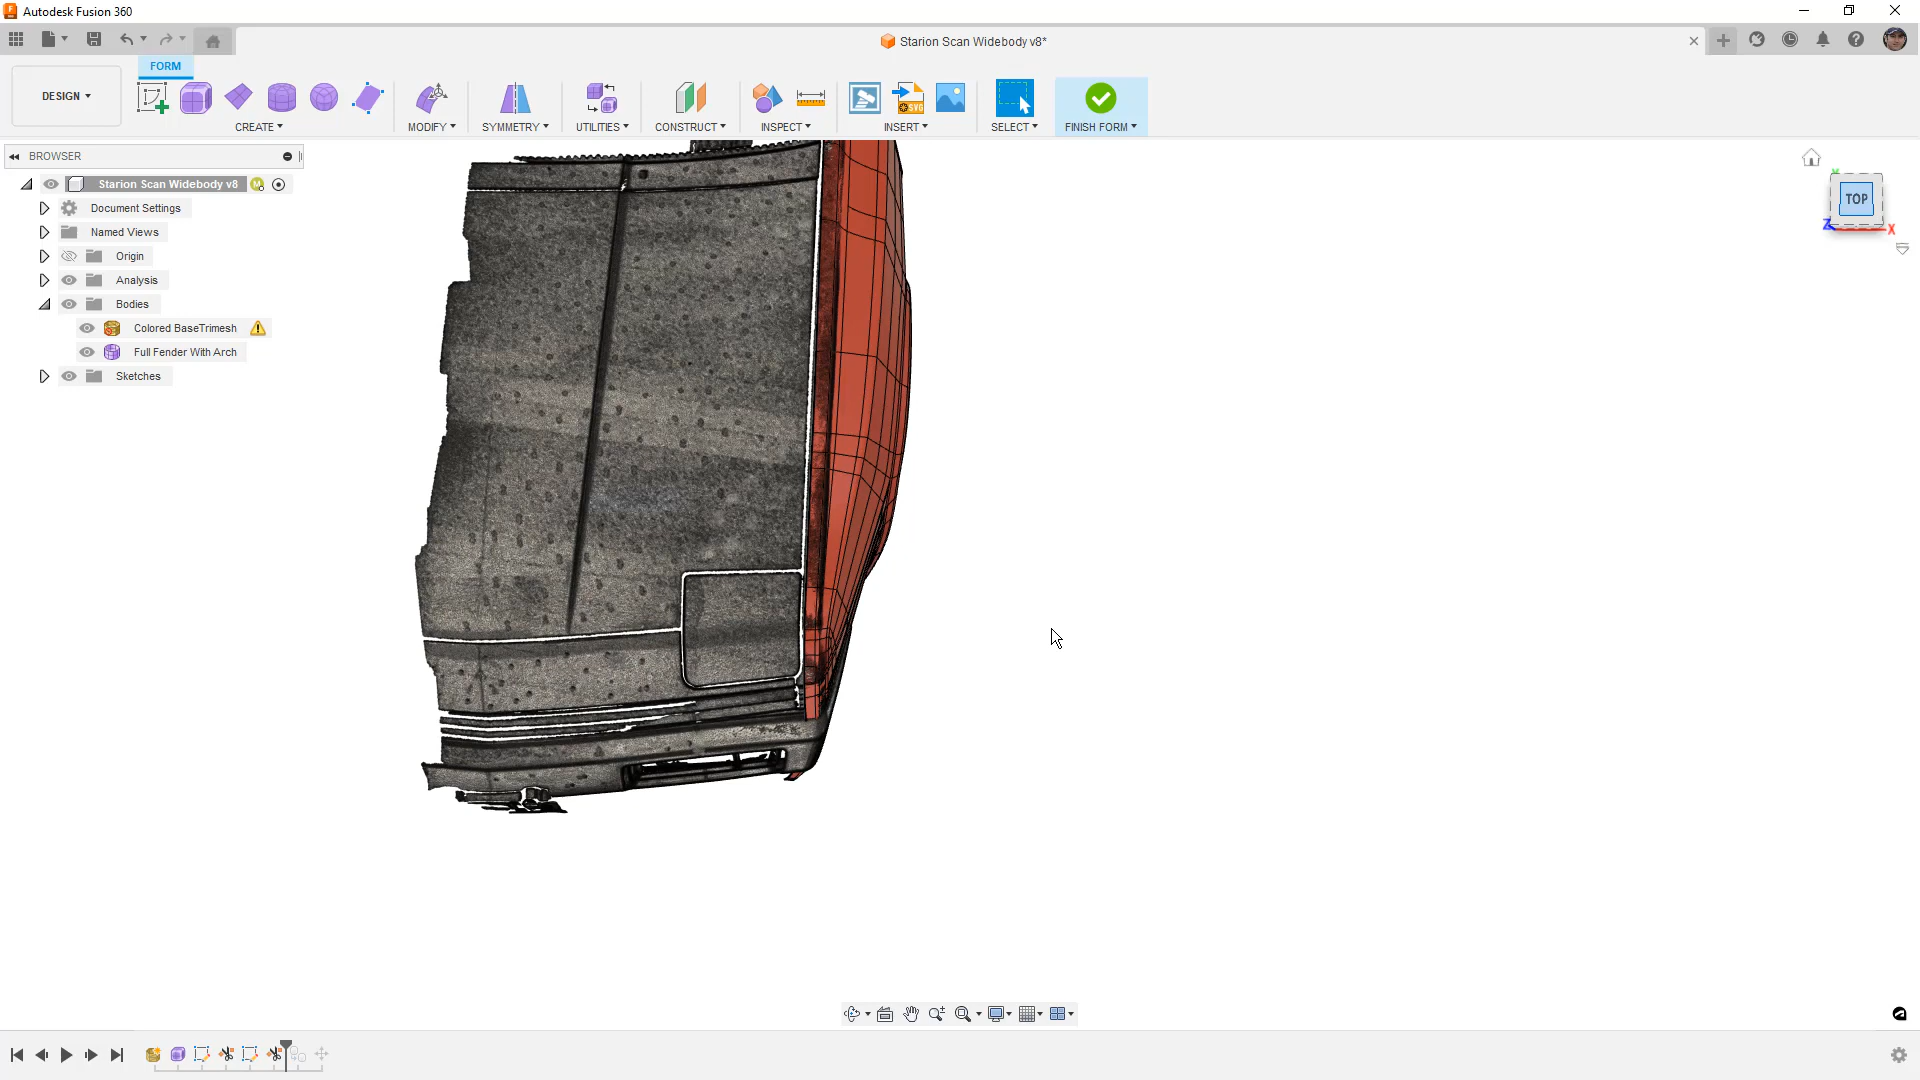 Autodesk Fusion 360
Starion Scan Widebody v8*
FORM
DESIGN
CREATE
MODIFY
SYMMETRY
UTILITIES
CONSTRUCT
INSPECT
SVG
INSERT
SELECT
FINISH FORM
BROWSER
Starion Scan Widebody v8
M
Document Settings
Named Views
Origin
Analysis
Bodies
Colored BaseTrimesh
Full Fender With Arch
Sketches
Y
TOP
Z
X